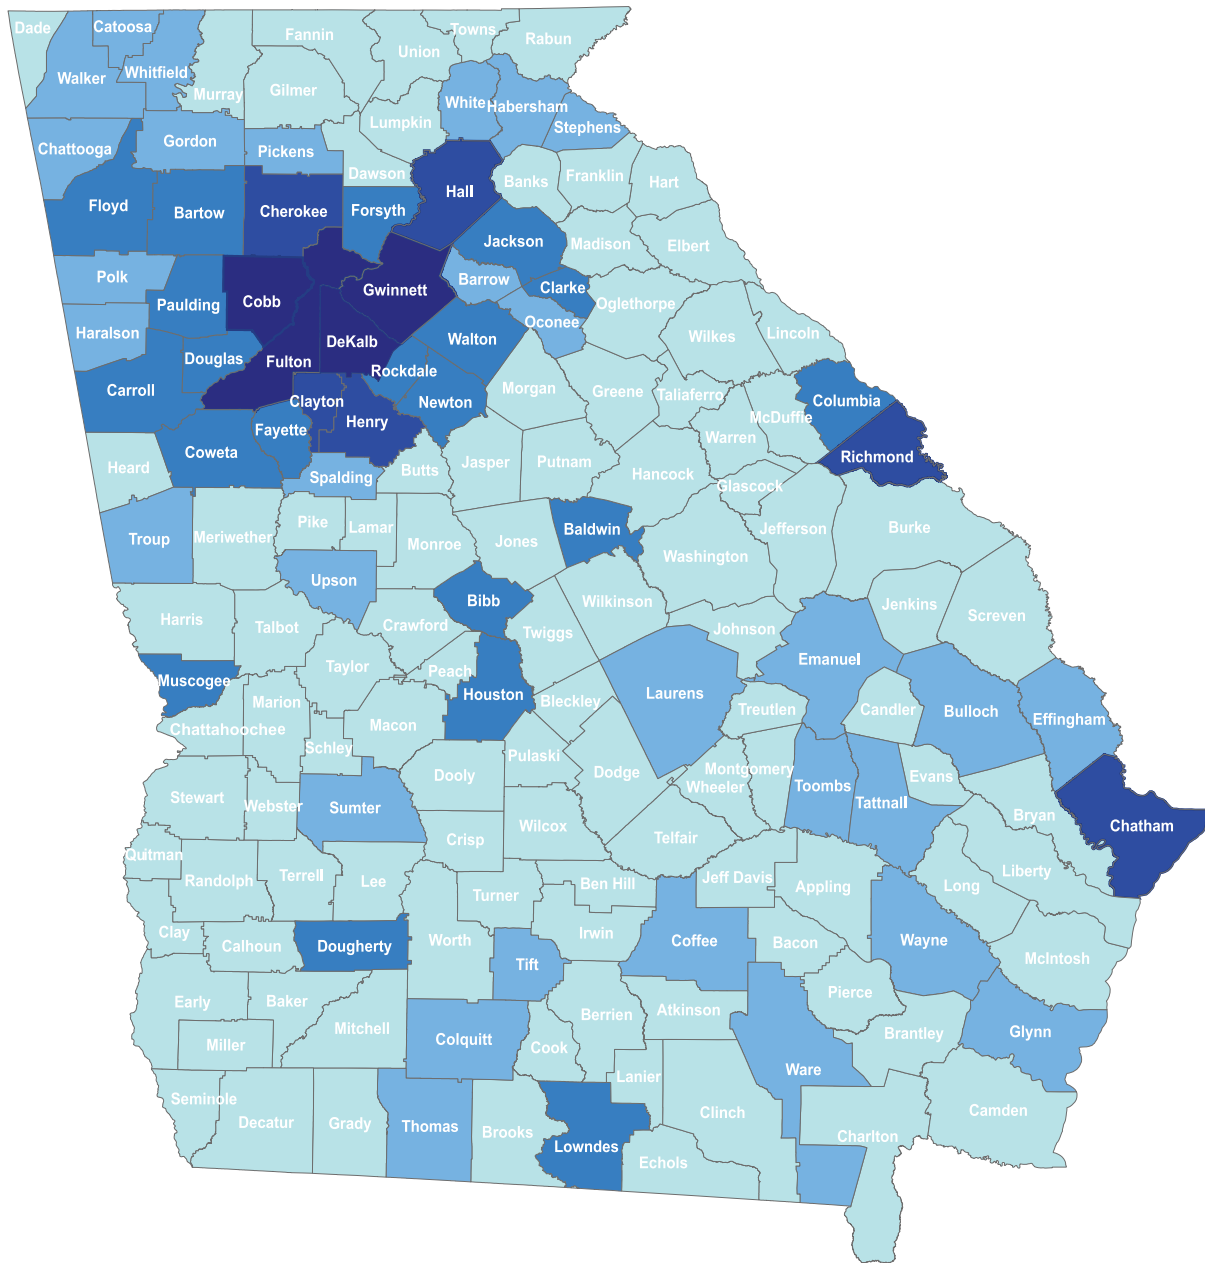 Dade
Catoosa
Fannin
Union
Towns
Rabun
Walker
Whitfield
Murray
Gilmer
White
Habersham
Stephens
Lumpkin
Chattooga
Gordon
Pickens
Dawson
Hall
Banks
Franklin
Hart
Floyd
Bartow
Cherokee
Forsyth
Jackson
Madison
Elbert
Polk
Paulding
Cobb
Gwinnett
Barrow
Clarke
Oglethorpe
Haralson
Oconee
Wilkes
Lincoln
Douglas
Fulton
DeKalb
Walton
Rockdale
Carroll
Clayton
Newton
Morgan
Greene
Taliaferro
McDuffie
Columbia
Coweta
Fayette
Henry
Warren
Richmond
Heard
Spalding
Butts
Jasper
Putnam
Hancock
Glascock
Troup
Meriwether
Pike
Lamar
Monroe
Jones
Baldwin
Washington
Jefferson
Burke
Upson
Bibb
Wilkinson
Jenkins
Screven
Harris
Talbot
Crawford
Twiggs
Johnson
Muscogee
Taylor
Peach
Houston
Laurens
Emanuel
Marion
Bleckley
Treutlen
Candler
Bulloch
Effingham
Chattahoochee
Schley
Macon
Pulaski
Dooly
Dodge
Montgomery
Wheeler
Toombs
Tattnall
Evans
Bryan
Chatham
Stewart
Webster
Sumter
Crisp
Wilcox
Telfair
Quitman
Randolph
Terrell
Lee
Turner
Ben Hill
Jeff Davis
Appling
Long
Liberty
Clay
Calhoun
Dougherty
Worth
Irwin
Coffee
Bacon
Wayne
McIntosh
Tift
Early
Baker
Mitchell
Berrien
Atkinson
Pierce
Brantley
Glynn
Miller
Colquitt
Cook
Lanier
Ware
Seminole
Decatur
Grady
Thomas
Brooks
Lowndes
Clinch
Echols
Charlton
Camden